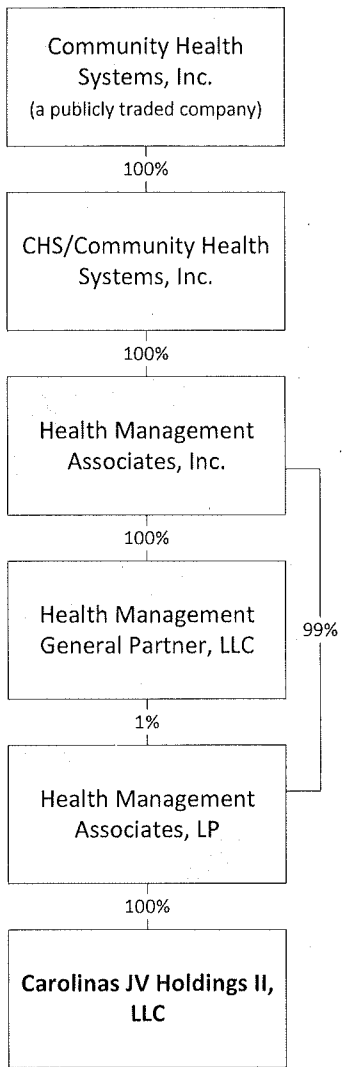 Community Health
Systems, Inc.
(a publicly traded company)
100%
CHS/Community Health
Systems, Inc.
100%
Health Management
Associates, Inc.
100%
Health Management
General Partner, LLC
99%
1%
Health Management
Associates, LP
100%
Carolinas JV Holdings II,
LLC